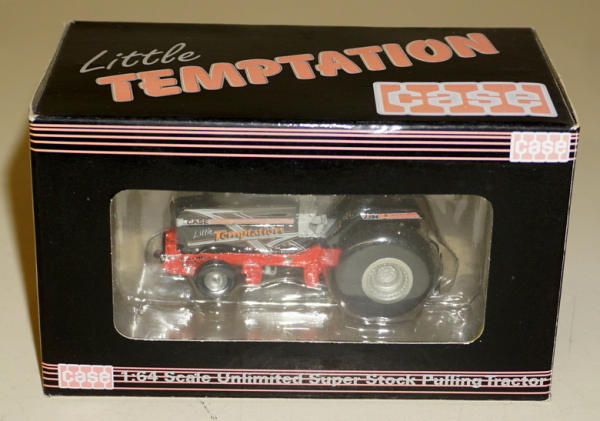 Little
TEMPTATION
case
case
CASE
Little Temptation
case 1:64 Scale Unlimited Super Stock Pulling Tractor